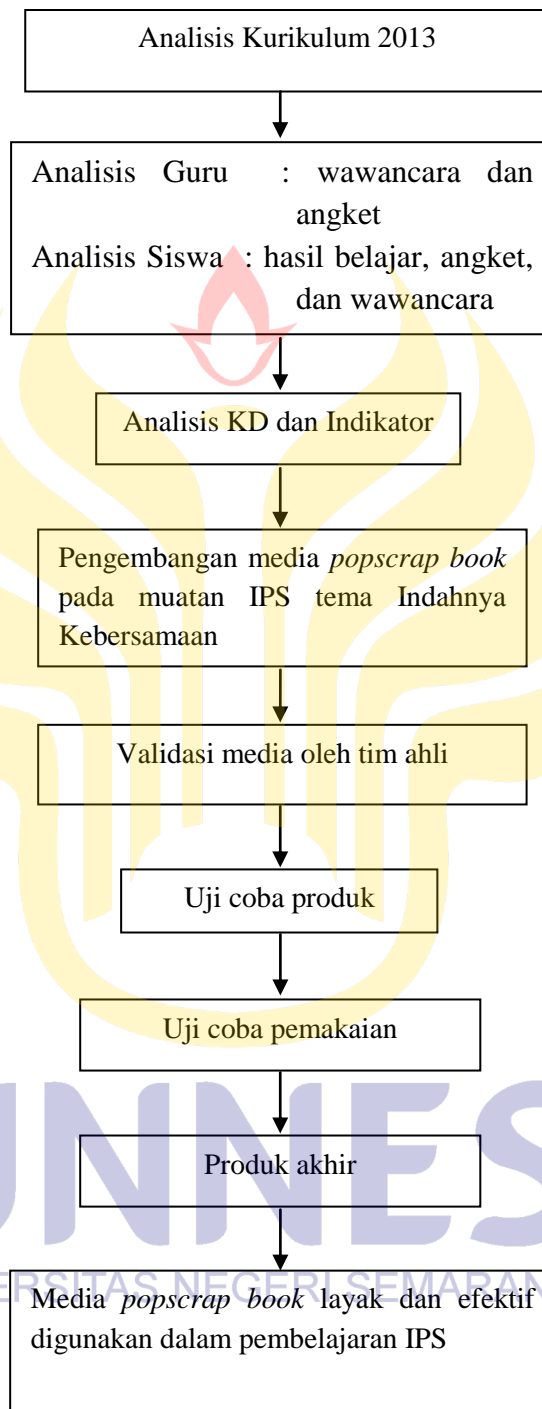 Analisis Kurikulum 2013
Analisis Guru : wawancara dan
angket
Analisis Siswa : hasil belajar, angket,
dan wawancara
Analisis KD dan Indikator
Pengembangan media popscrap book
pada muatan IPS tema Indahnya
Kebersamaan
Validasi media oleh tim ahli
Uji coba produk
Uji coba pemakaian
UNNES
Produk akhir
ERSITAS NEGERI SEMARAN
Media popscrap book layak dan efektif
digunakan dalam pembelajaran IPS